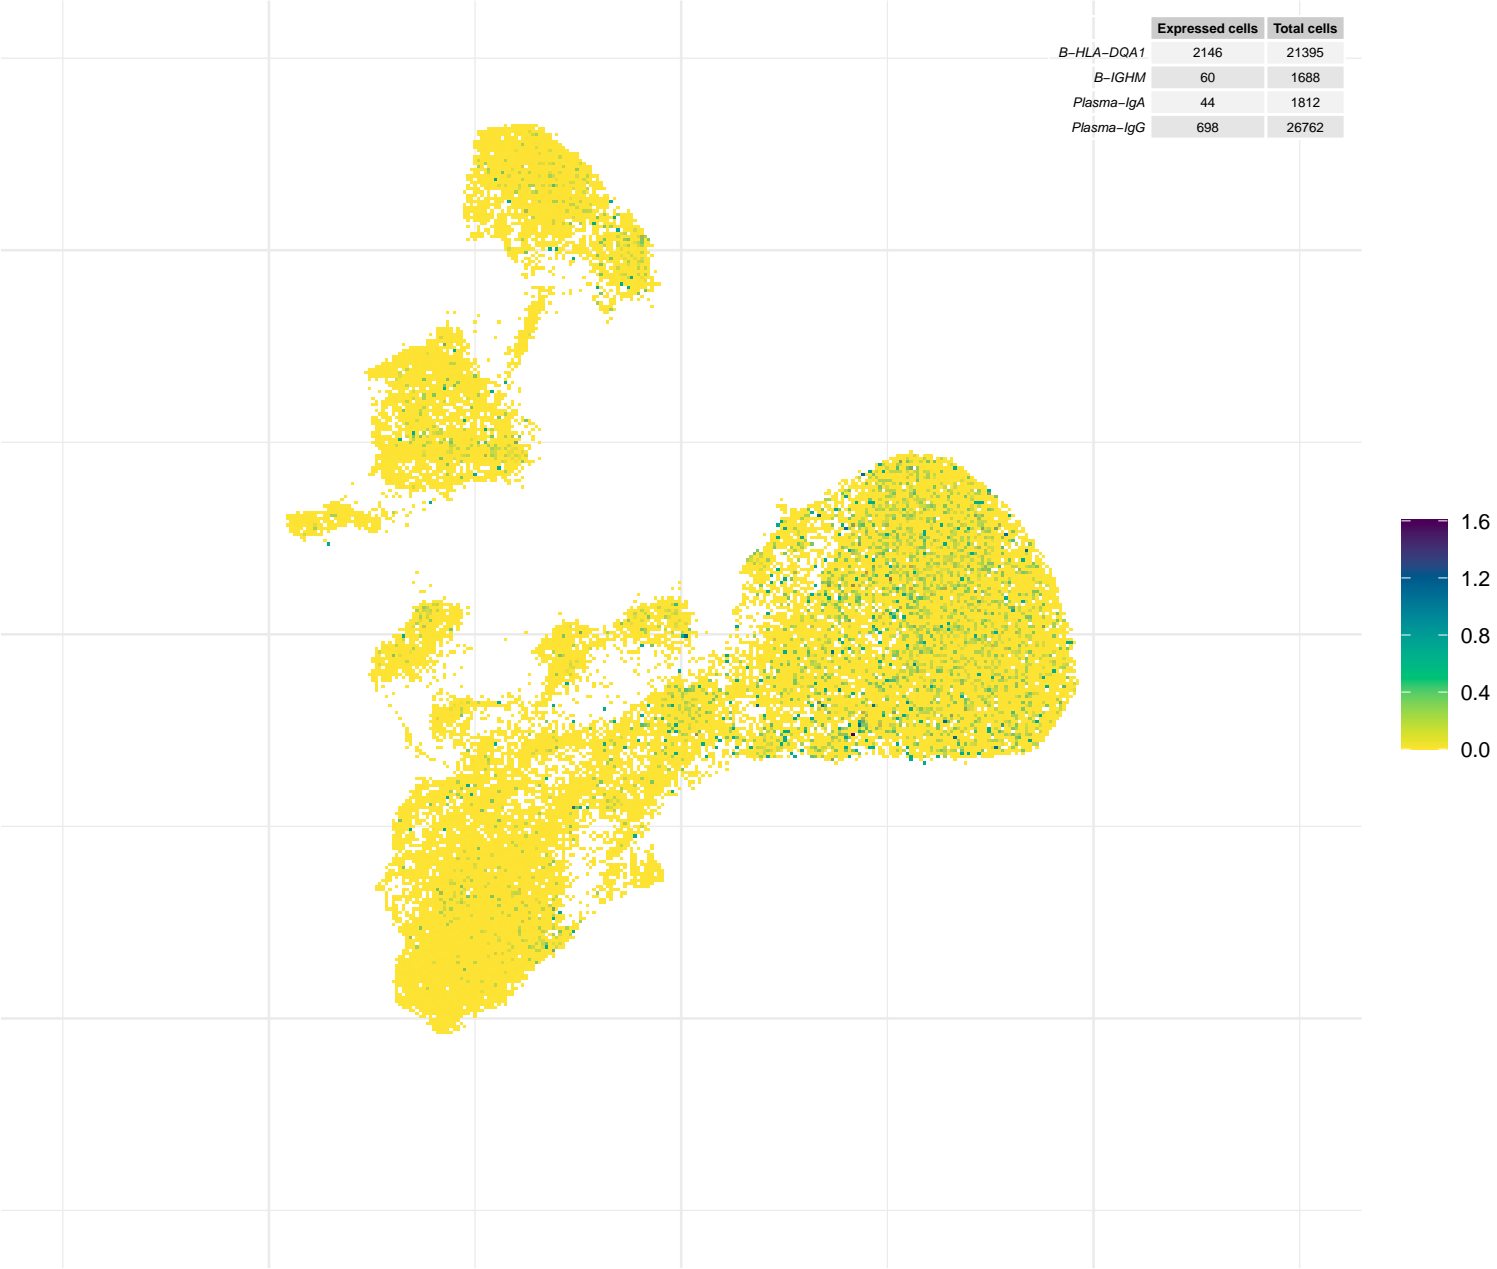 Expressed cells Total cells
B−HLA−DQA1 2146 21395
B−IGHM 60 1688
Plasma−IgA 44 1812
Plasma−IgG 698 26762
1.6
1.2
0.8
0.4
0.0